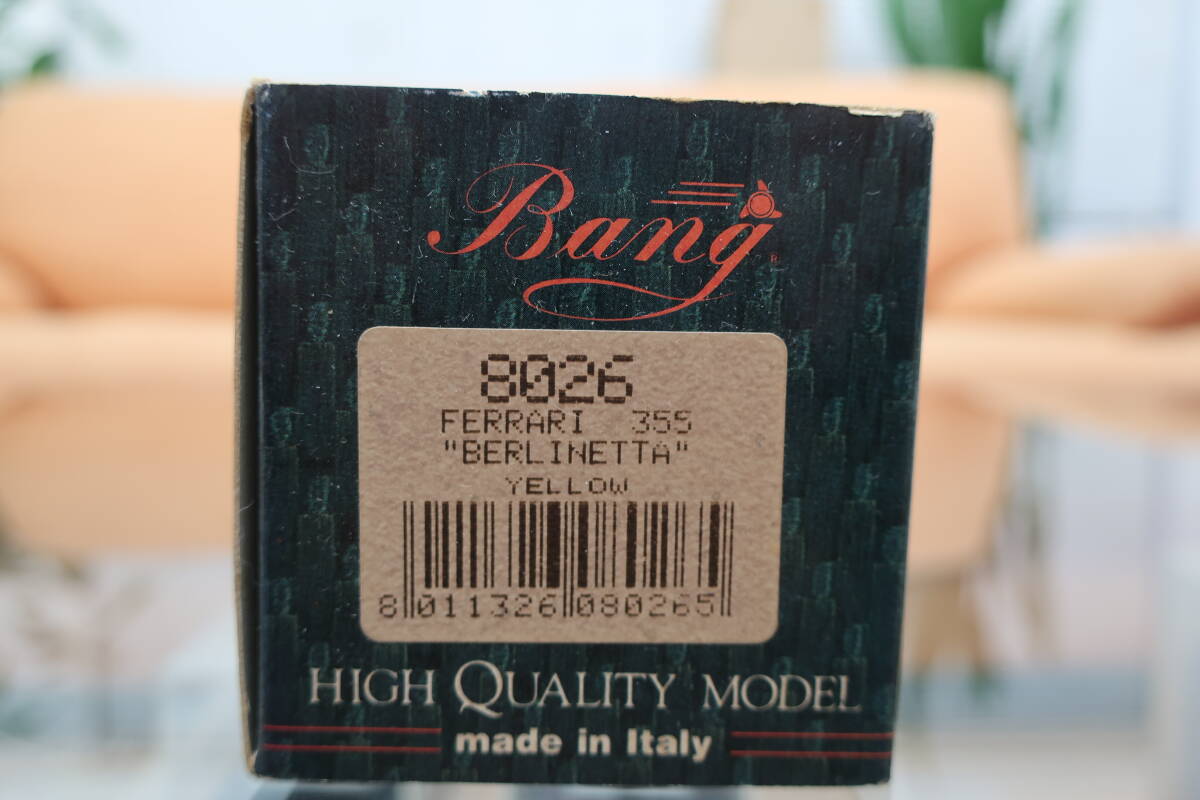 Bang®
8026
FERRARI 355
"BERLINETTA"
YELLOW
8 011326 080265
HIGH QUALITY MODEL
made in Italy